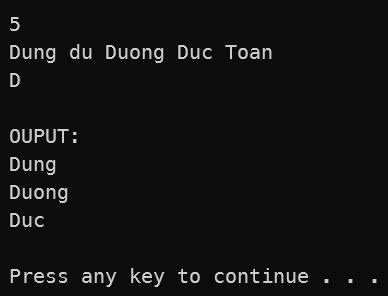 5
Dung du Duong Duc Toan
D
OUPUT:
Dung
Duong
Duc
Press any key to continue . . .